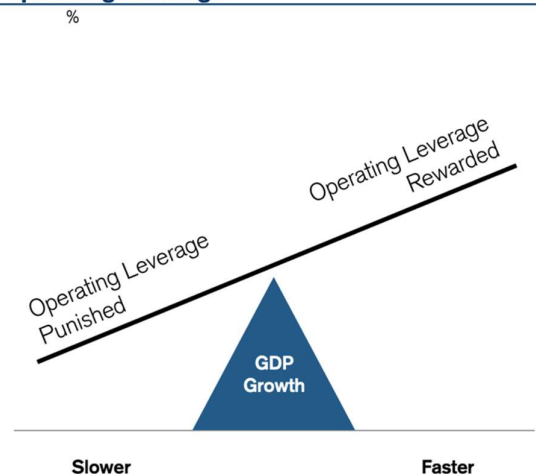 %
Operating Leverage
Rewarded
Operating Leverage
Punished
GDP
Growth
Slower
Faster